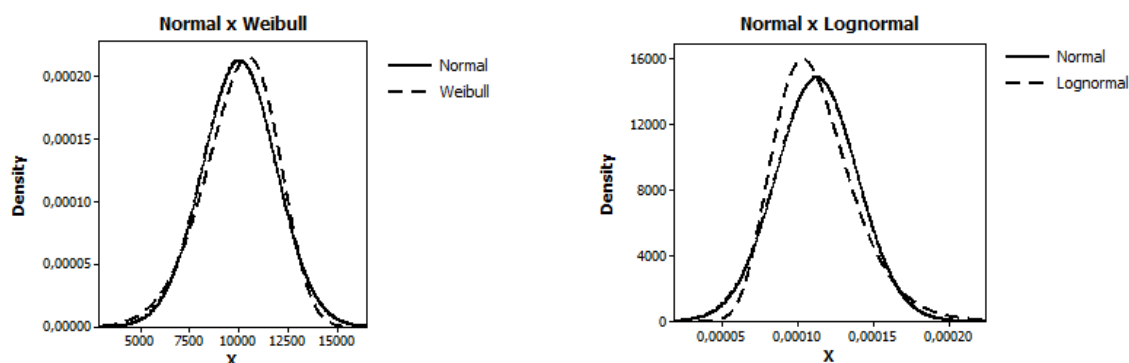 Normal x Weibull
Normal
Weibull
0,00020
0,00015
0,00010
0,00005
0,00000
Density
5000 7500 10000 12500 15000
X
Normal x Lognormal
Normal
Lognormal
16000
12000
8000
4000
0
Density
0,00005 0,00010 0,00015 0,00020
X